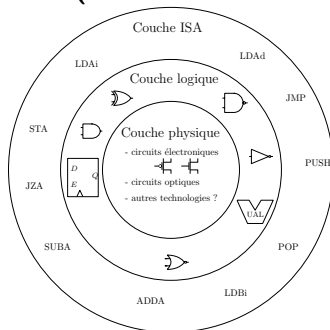 Couche ISA
LDAi
LDAd
JMP
PUSH
POP
LDBi
ADDA
SUBA
JZA
STA
Couche logique
D
Q
E
UAL
Couche physique
- circuits électroniques
- circuits optiques
- autres technologies ?